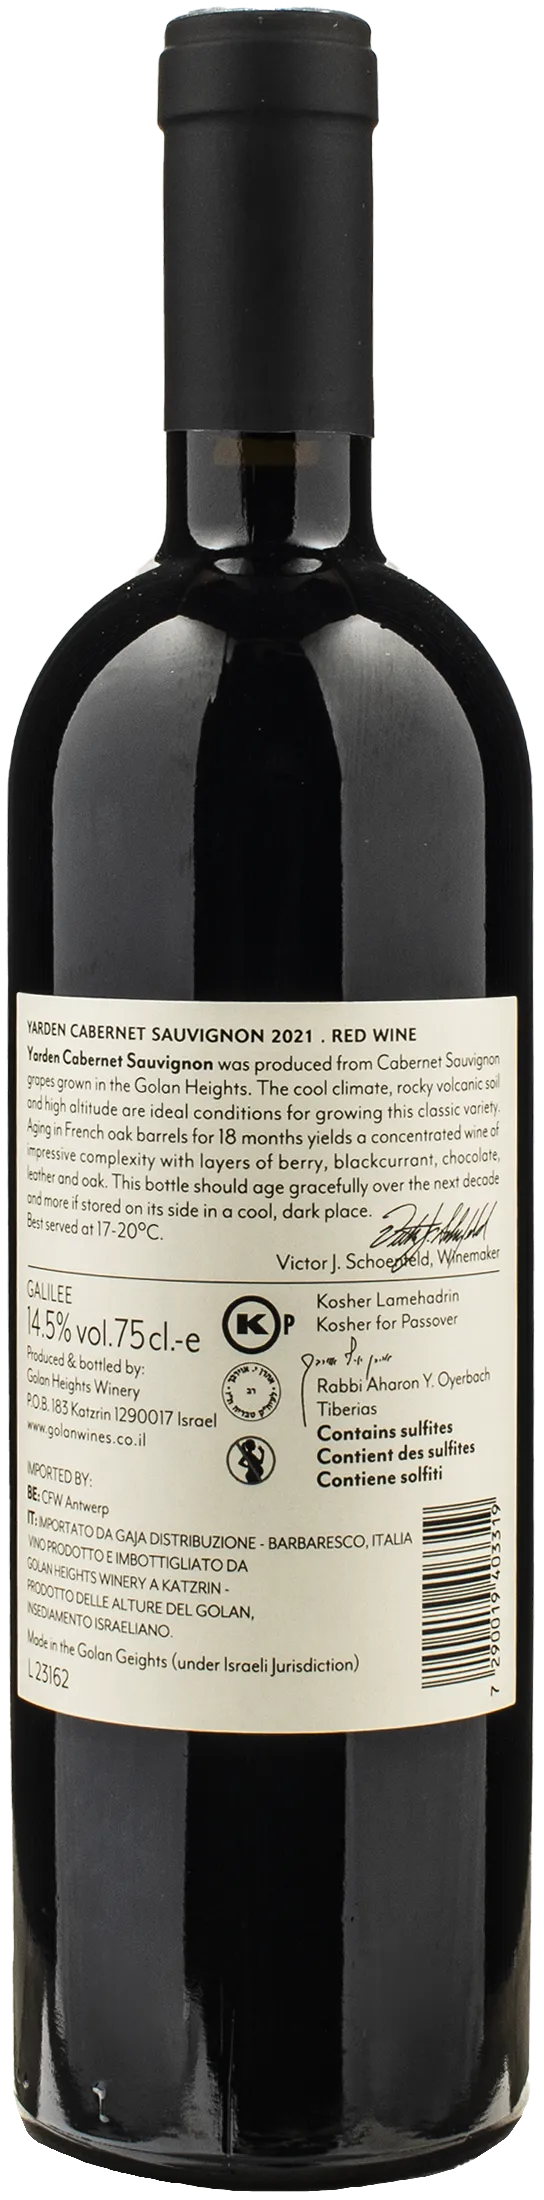 YARDEN CABERNET SAUVIGNON 2021 . RED WINE
Yarden Cabernet Sauvignon was produced from Cabernet Sauvignon
grapes grown in the Golan Heights. The cool climate, rocky volcanic soil
and high altitude are ideal conditions for growing this classic variety.
Aging in French oak barrels for 18 months yields a concentrated wine of
impressive complexity with layers of berry, blackcurrant, chocolate,
leather and oak. This bottle should age gracefully over the next decade
and more if stored on its side in a cool, dark place.
Best served at 17-20°C.
Victor J. Schoenfeld, Winemaker
GALILEE
14.5% vol. 75 cl.-e
Produced & bottled by:
Golan Heights Winery
P.O.B. 183 Katzrin 1290017 Israel
www.golanwines.co.il
K P
Kosher Lamehadrin
Kosher for Passover
Rabbi Aharon Y. Oyerbach
Tiberias
Contains sulfites
Contient des sulfites
Contiene solfiti
IMPORTED BY:
BE: CFW Antwerp
IT: IMPORTATO DA GAJA DISTRIBUZIONE - BARBARESCO, ITALIA
VINO PRODOTTO E IMBOTTIGLIATO DA
GOLAN HEIGHTS WINERY A KATZRIN -
PRODOTTO DELLE ALTURE DEL GOLAN,
INSEDIAMENTO ISRAELIANO.
Made in the Golan Geights (under Israeli Jurisdiction)
L 23162
7 290019 403319